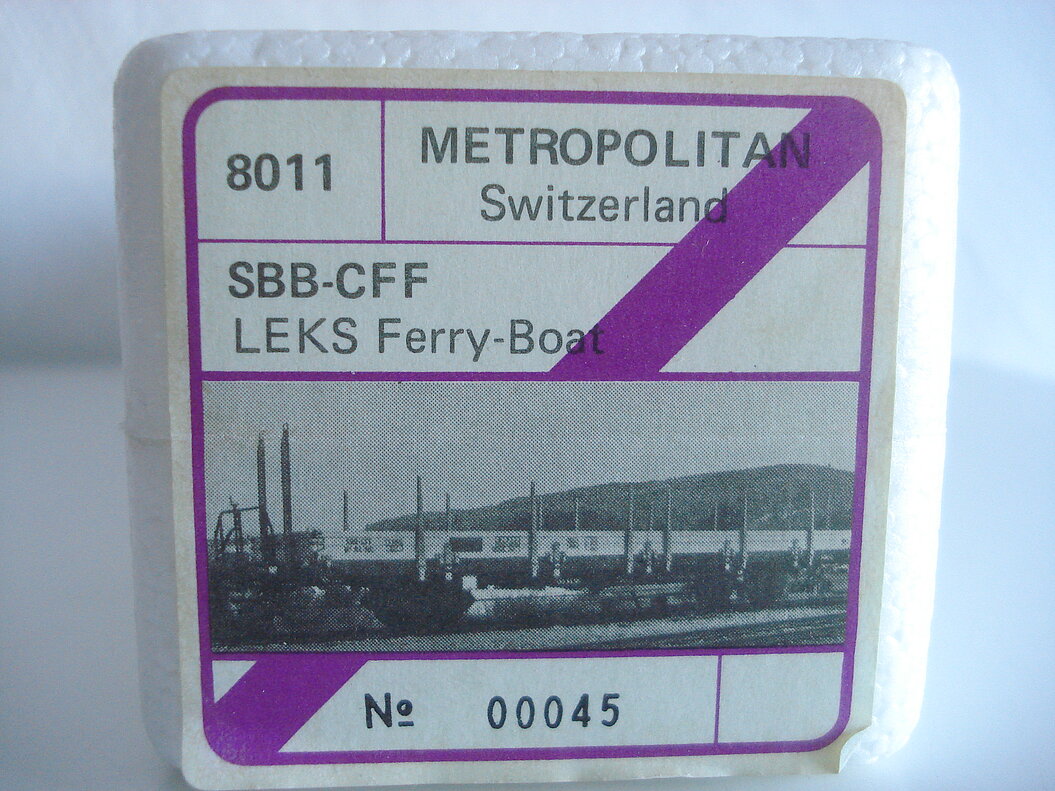 8011
METROPOLITAN
Switzerland
SBB-CFF
LEKS Ferry-Boat
Nº 00045